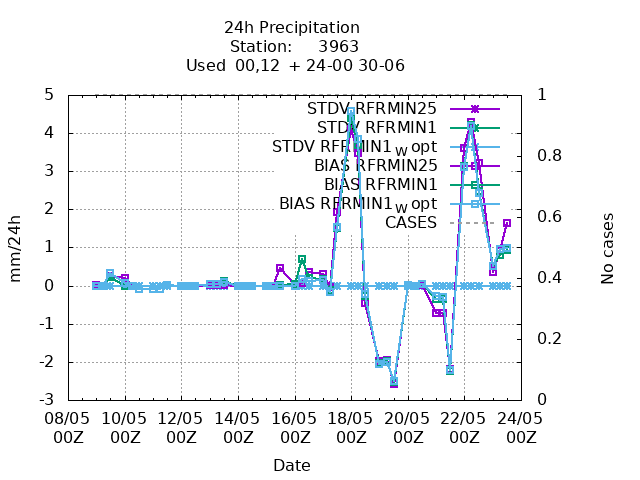 24h Precipitation
Station: 3963
Used 00,12 + 24-00 30-06
STDV RFRMIN25
STDV RFRMIN1
STDV RFRMIN1_W opt
BIAS RFRMIN25
BIAS RFRMIN1
BIAS RFRMIN1_W opt
CASES
mm/24h
5
4
3
2
1
0
-1
-2
-3
No cases
1
0.8
0.6
0.4
0.2
0
08/05 10/05 12/05 14/05 16/05 18/05 20/05 22/05 24/05
00Z 00Z 00Z 00Z 00Z 00Z 00Z 00Z 00Z
Date